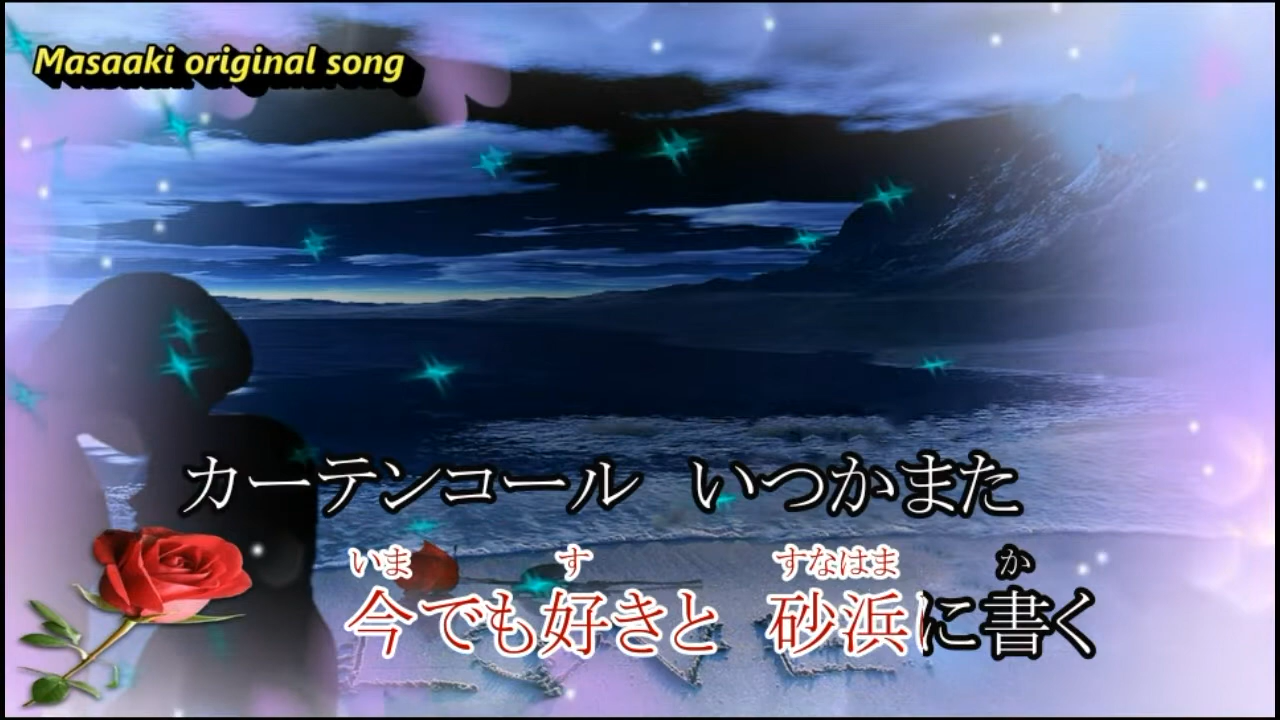 Masaaki original song
カーテンコール いつかまた
いま す すなはま か
今でも好きと 砂浜に書く